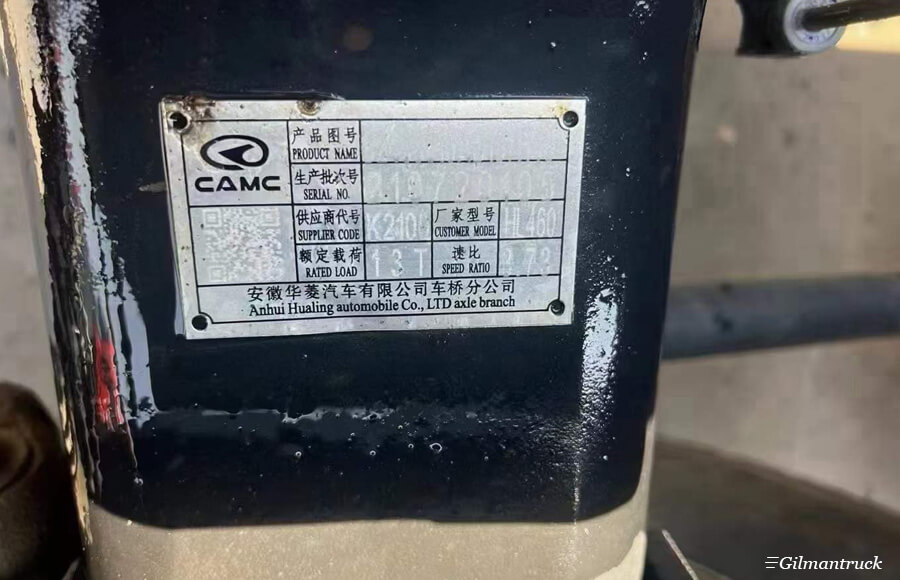 CAMC
产品图号
PRODUCT NAME
生产批次号
SERIAL NO.
供应商代号
SUPPLIER CODE
K210C
厂家型号
CUSTOMER MODEL
HL460
额定载荷
RATED LOAD
13T
速比
SPEED RATIO
安徽华菱汽车有限公司车桥分公司
Anhui Hualing automobile Co., LTD axle branch
Gilmantruck